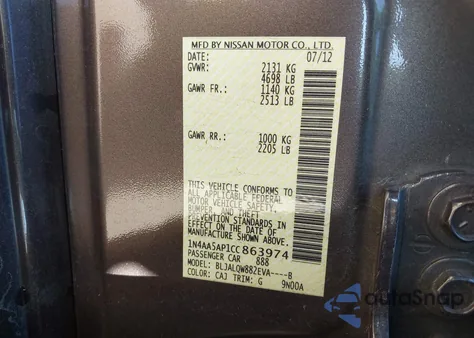 MFD BY NISSAN MOTOR CO., LTD.
DATE: 07/12
GVWR: 2131 KG
4698 LB
GAWR FR.: 1140 KG
2513 LB
GAWR RR.: 1000 KG
2205 LB
THIS VEHICLE CONFORMS TO
ALL APPLICABLE FEDERAL
MOTOR VEHICLE SAFETY,
BUMPER AND THEFT
PREVENTION STANDARDS IN
EFFECT ON THE DATE OF
MANUFACTURE SHOWN ABOVE.
1N4AA5AP1CC863974
PASSENGER CAR 888
MODEL: BLJALQW882EVA----B
COLOR: CAJ TRIM: G 9N00A
autoSnap